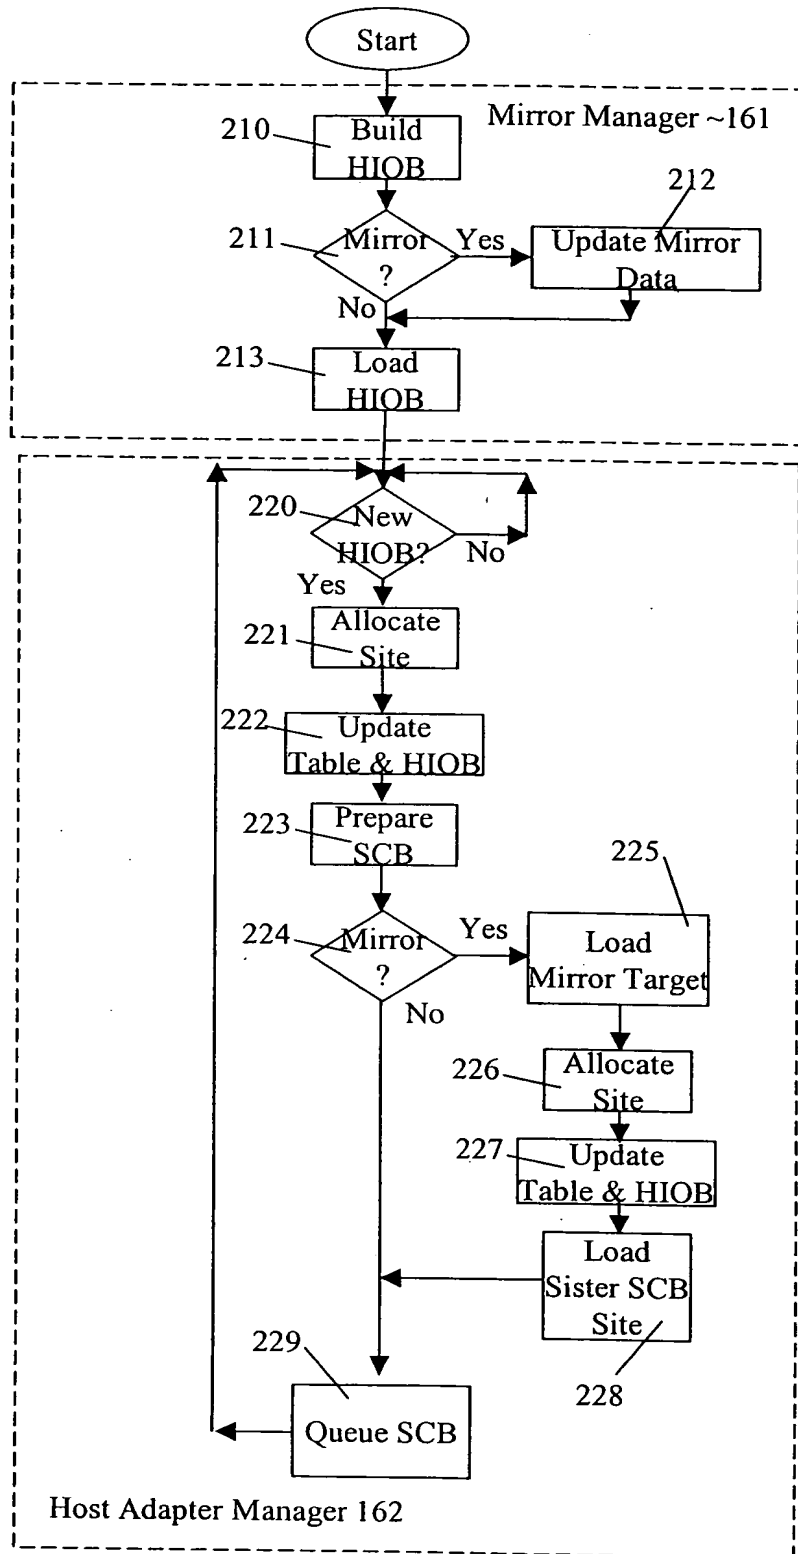 Start
Mirror Manager ~161
210
Build
HIOB
212
211
Mirror
?
Yes
Update Mirror
Data
No
213
Load
HIOB
220
New
HIOB?
No
Yes
221
Allocate
Site
222
Update
Table & HIOB
223
Prepare
SCB
225
224
Mirror
?
Yes
Load
Mirror Target
No
226
Allocate
Site
227
Update
Table & HIOB
Load
Sister SCB
Site
228
229
Queue SCB
Host Adapter Manager 162